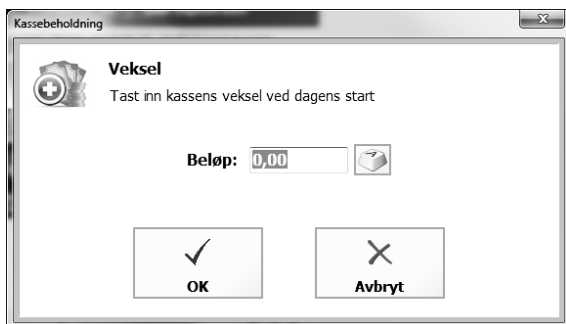 Kassebeholdning
Veksel
Tast inn kassens veksel ved dagens start
Beløp: 0,00
OK
Avbryt